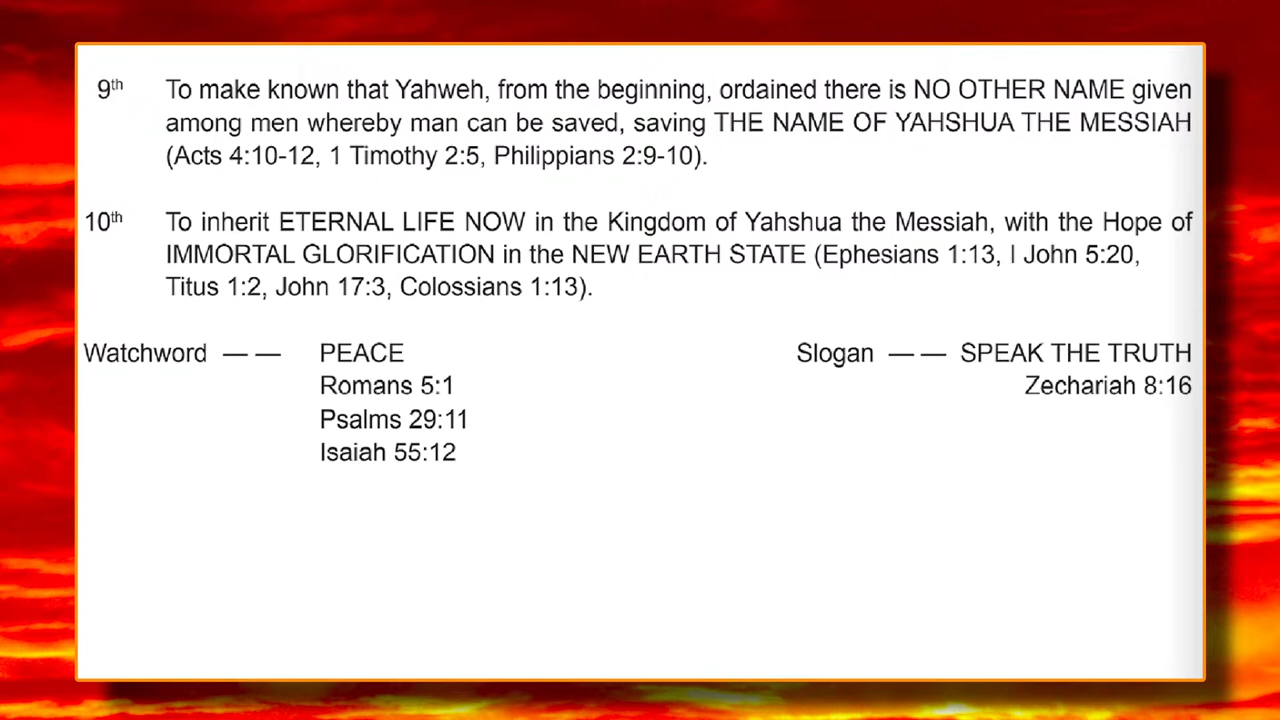 9th To make known that Yahweh, from the beginning, ordained there is NO OTHER NAME given
among men whereby man can be saved, saving THE NAME OF YAHSHUA THE MESSIAH
(Acts 4:10-12, 1 Timothy 2:5, Philippians 2:9-10).
10th To inherit ETERNAL LIFE NOW in the Kingdom of Yahshua the Messiah, with the Hope of
IMMORTAL GLORIFICATION in the NEW EARTH STATE (Ephesians 1:13, I John 5:20,
Titus 1:2, John 17:3, Colossians 1:13).
Watchword — — PEACE
Romans 5:1
Psalms 29:11
Isaiah 55:12
Slogan — — SPEAK THE TRUTH
Zechariah 8:16